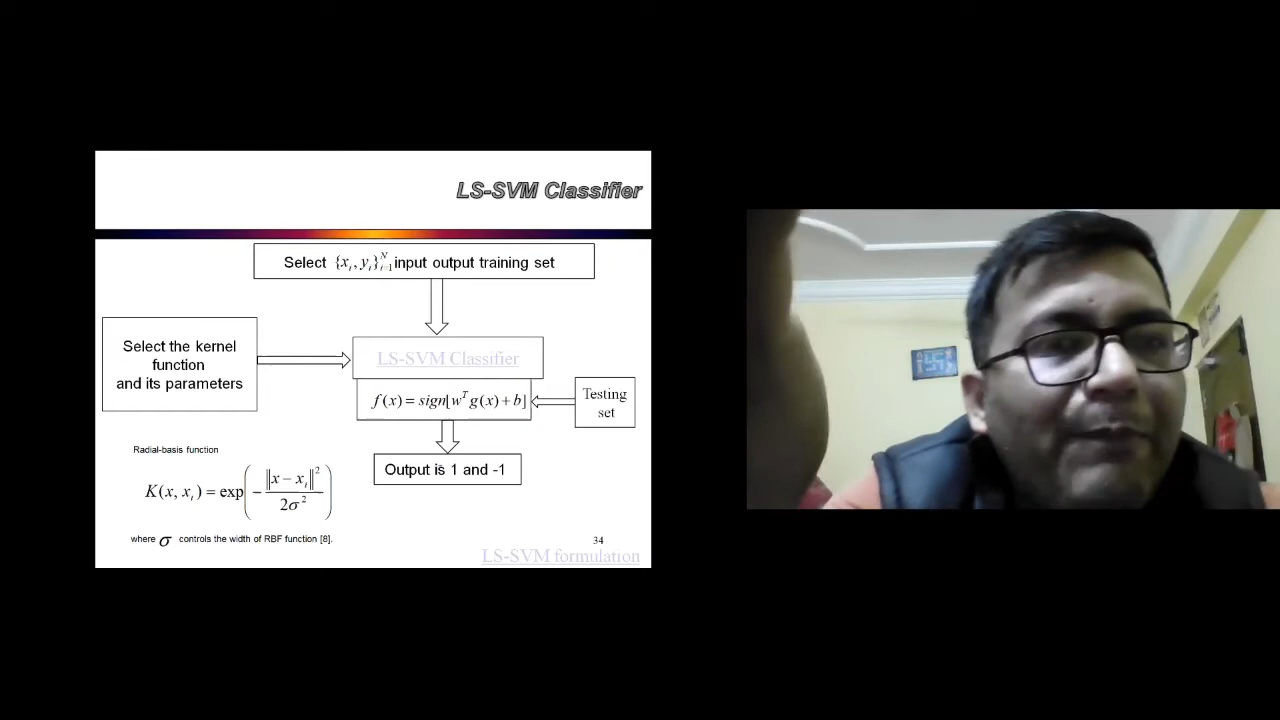 LS-SVM Classifier
Select {x_i, y_i}_{i=1}^N input output training set
Select the kernel
function
and its parameters
LS-SVM Classifier
f(x) = sign[w^T g(x) + b]
Testing
set
Output is 1 and -1
Radial-basis function
K(x, x_i) = exp(-‖x - x_i‖^2 / 2σ^2)
where σ controls the width of RBF function [8].
34
LS-SVM formulation